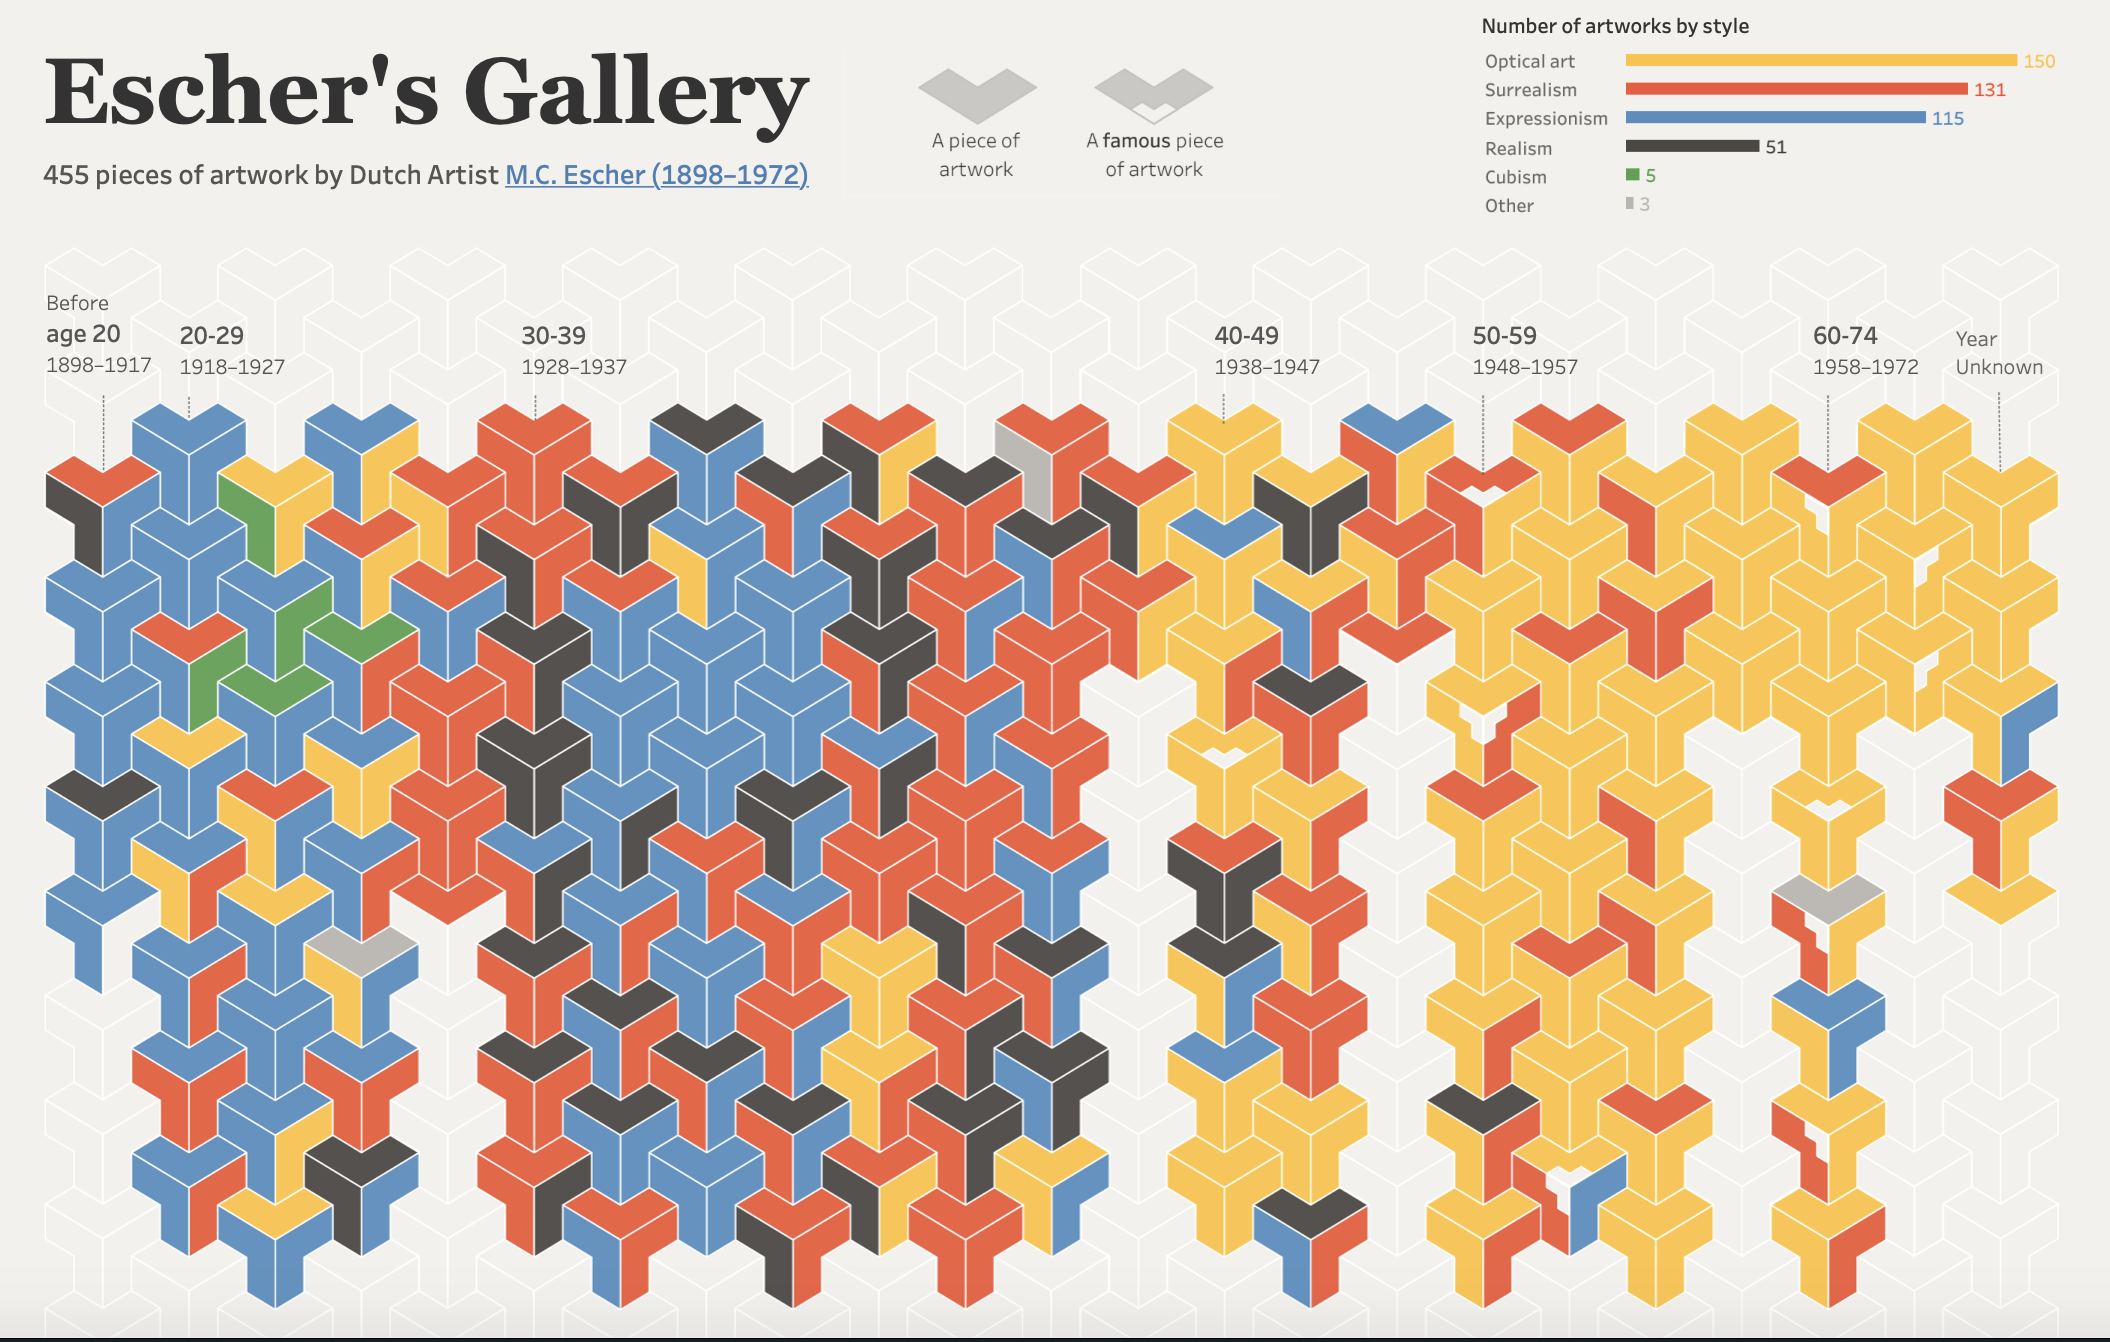 Escher's Gallery
455 pieces of artwork by Dutch Artist M.C. Escher (1898–1972)
A piece of
artwork
A famous piece
of artwork
Number of artworks by style
Optical art 150
Surrealism 131
Expressionism 115
Realism 51
Cubism 5
Other 3
Before
age 20
1898–1917
20-29
1918–1927
30-39
1928–1937
40-49
1938–1947
50-59
1948–1957
60-74
1958–1972
Year
Unknown